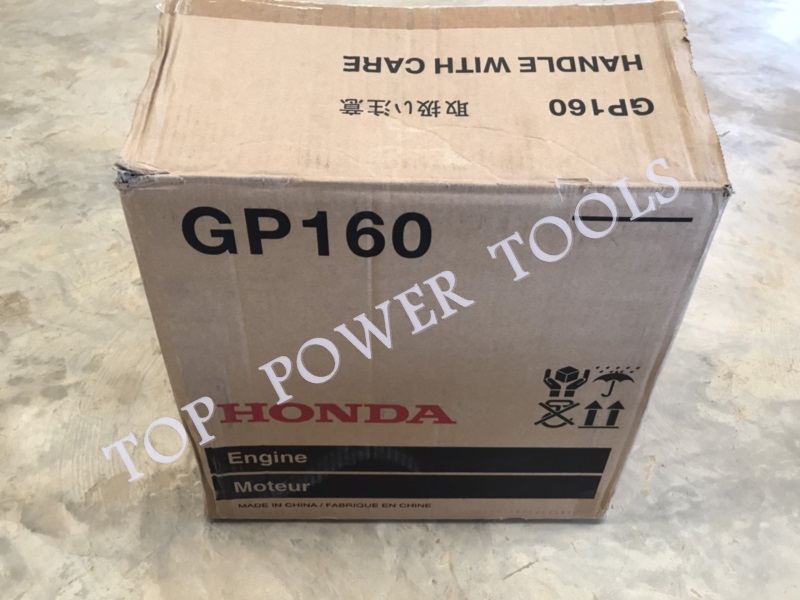 HANDLE WITH CARE
GP160 取扱い注意
GP160
TOP POWER TOOLS
HONDA
Engine
Moteur
MADE IN CHINA / FABRIQUE EN CHINE